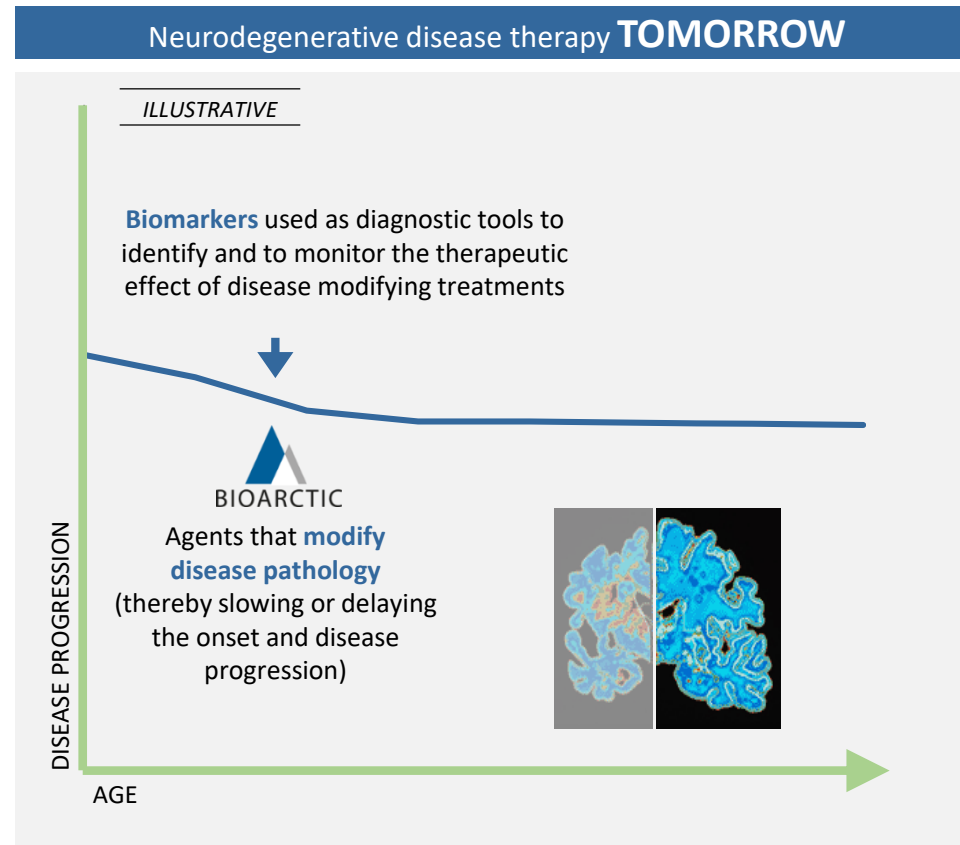 Neurodegenerative disease therapy TOMORROW
ILLUSTRATIVE
Biomarkers used as diagnostic tools to
identify and to monitor the therapeutic
effect of disease modifying treatments
BIOARCTIC
Agents that modify
disease pathology
(thereby slowing or delaying
the onset and disease
progression)
DISEASE PROGRESSION
AGE